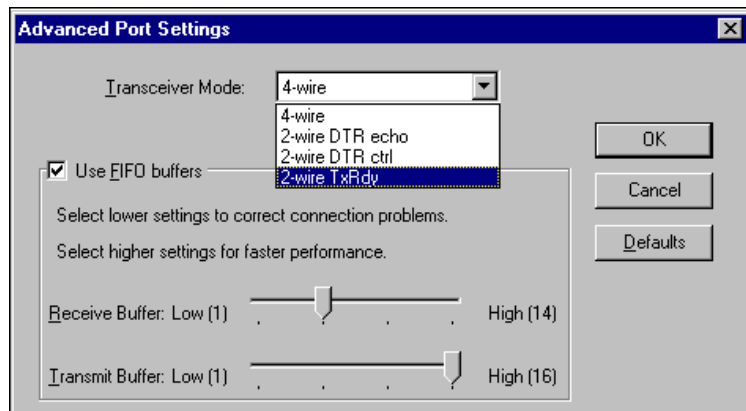 Advanced Port Settings
Transceiver Mode: 4-wire
4-wire
2-wire DTR echo
2-wire DTR ctrl
2-wire TxRdy
OK
Use FIFO buffers
Cancel
Select lower settings to correct connection problems.
Defaults
Select higher settings for faster performance.
Receive Buffer: Low (1) High (14)
Transmit Buffer: Low (1) High (16)